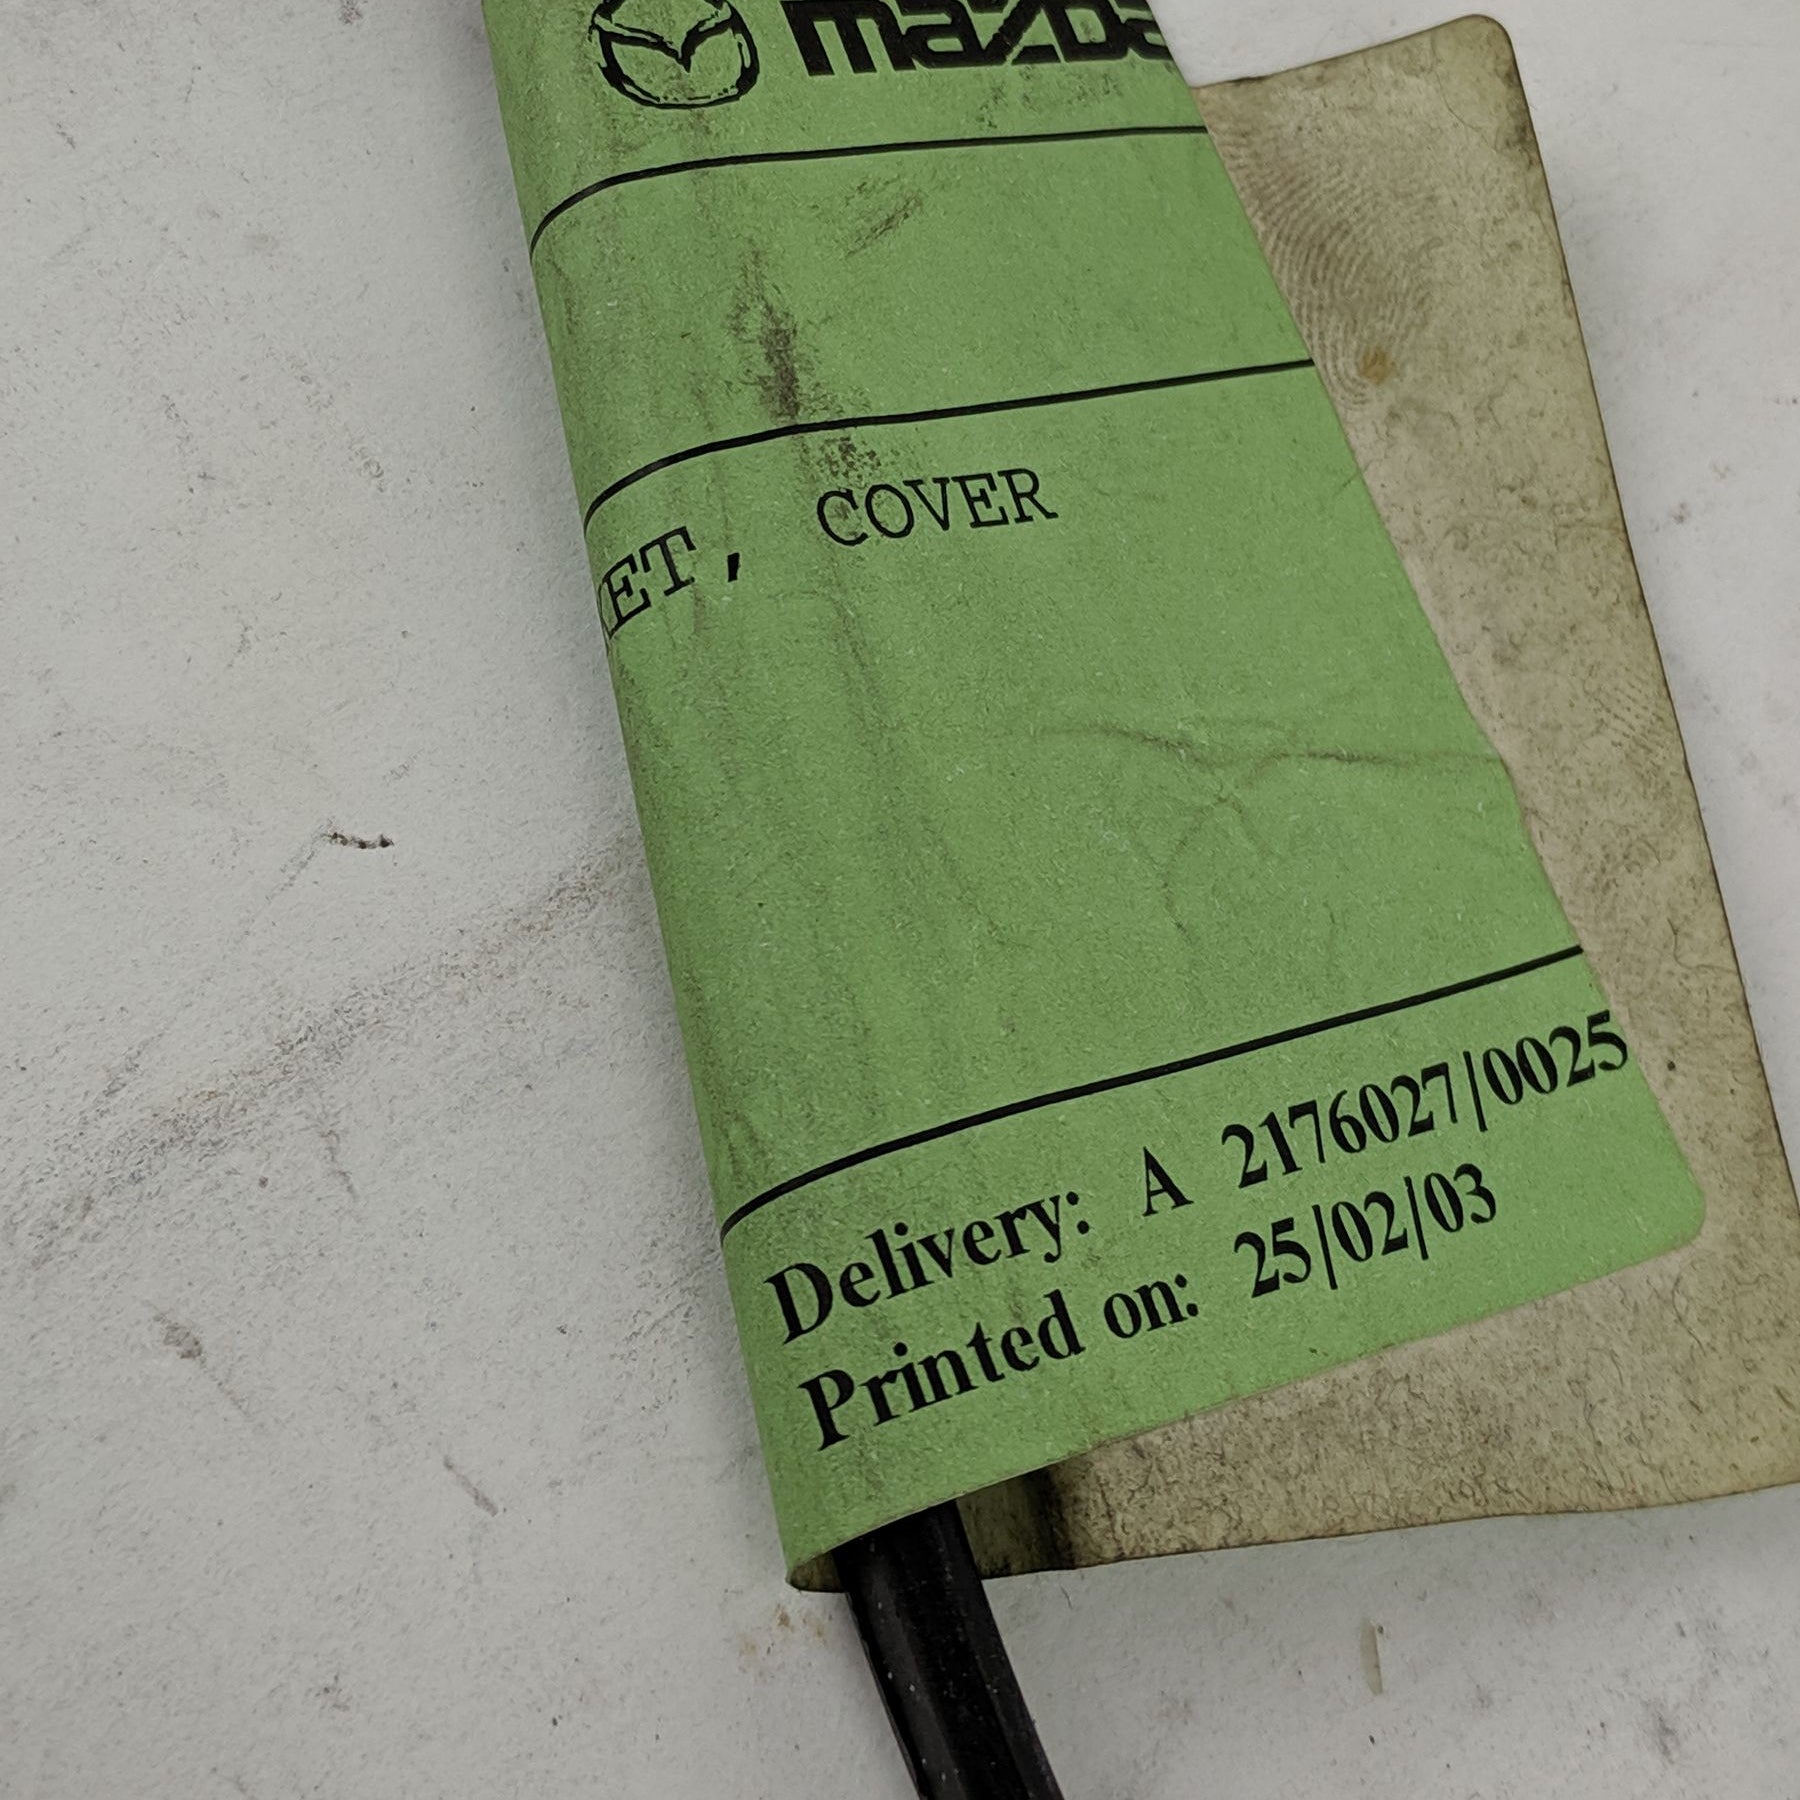 mazda
KET, COVER
Delivery: A 2176027/0025
Printed on: 25/02/03